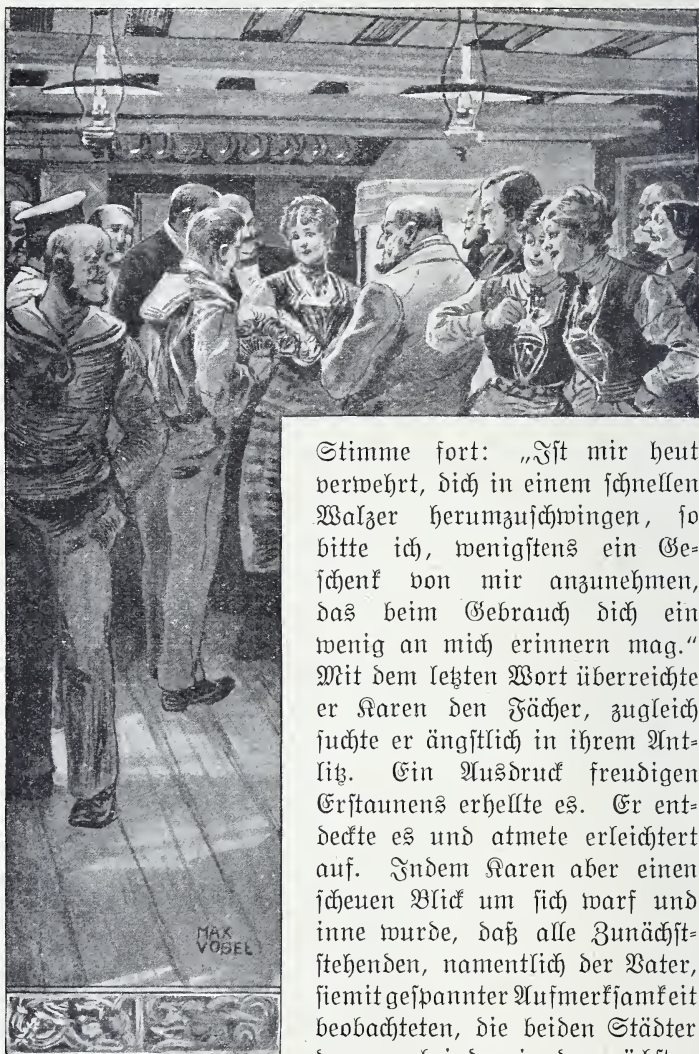 Stimme fort: „Ist mir heut
verwehrt, dich in einem schnellen
Walzer herumzuschwingen, so
bitte ich, wenigstens ein Ge=
schenk von mir anzunehmen,
das beim Gebrauch dich ein
wenig an mich erinnern mag.“
Mit dem letzten Wort überreichte
er Karen den Fächer, zugleich
suchte er ängstlich in ihrem Ant=
litz. Ein Ausdruck freudigen
Erstaunens erhellte es. Er ent=
deckte es und atmete erleichtert
auf. Indem Karen aber einen
scheuen Blick um sich warf und
inne wurde, daß alle Zunächst=
stehenden, namentlich der Vater,
sie mit gespannter Aufmerksamkeit
beobachteten, die beiden Städter
MAX
VOGEL